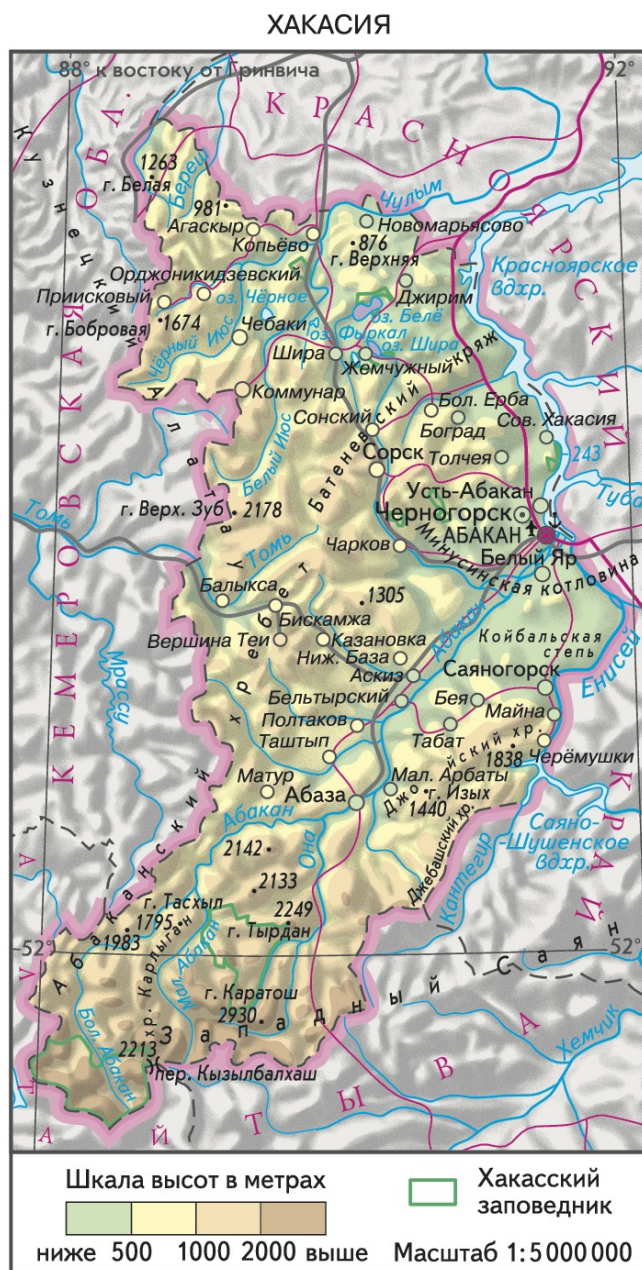 ХАКАСИЯ
88° к востоку от Гринвича
92°
КРАСНОЯРСКИЙ КРАЙ
КЕМЕРОВСКАЯ ОБЛ.
Кузнецкий Алатау
1263
г. Белая
Береш
981
Агаскыр
Копьёво
Чулым
Новомарьясово
876
г. Верхняя
Орджоникидзевский
Приисковый
оз. Чёрное
Джирим
Красноярское
вдхр.
г. Бобровая
1674
Чёрный Июс
Чебаки
оз. Белё
оз. Фыркал
оз. Шира
Шира
Жемчужный
Коммунар
Батеневский кряж
Сонский
Бол. Ерба
Боград
Сов. Хакасия
Белый Июс
Сорск
Толчея
243
г. Верх. Зуб
2178
Усть-Абакан
Черногорск
Туба
Томь
Томь
АБАКАН
Чарков
Белый Яр
Минусинская котловина
Балыкса
Бискамжа
1305
Абакан
Вершина Теи
Казановка
Койбальская
степь
Ниж. База
Аскиз
Саяногорск
Енисей
Мрассу
Абаканский хребет
Бельтырский
Бея
Майна
Полтаков
Табат
Таштып
Джойский хр.
1838
Черёмушки
Матур
Мал. Арбаты
Абаза
г. Изых
1440
Абакан
Она
Джебашский хр.
Кантегир
Саяно-
Шушенское
вдхр.
2142
2133
г. Тасхыл
1795
2249
1983
г. Тырдан
52°
52°
хр. Карлыган
Мал. Абакан
Западный Саян
г. Каратош
2930
Бол. Абакан
2213
пер. Кызылбалхаш
Хемчик
АЛТАЙ
ТЫВА
Шкала высот в метрах
ниже 500 1000 2000 выше
Хакасский
заповедник
Масштаб 1:5 000 000